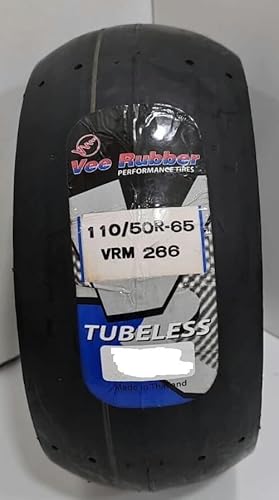 Vee Rubber
PERFORMANCE TIRES
110/50R-65
VRM 266
TUBELESS
Made in Thailand